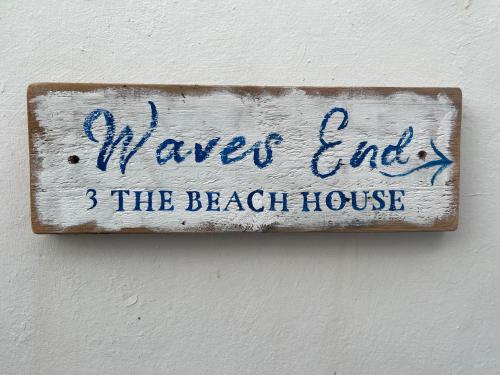 Waves End
3 THE BEACH HOUSE